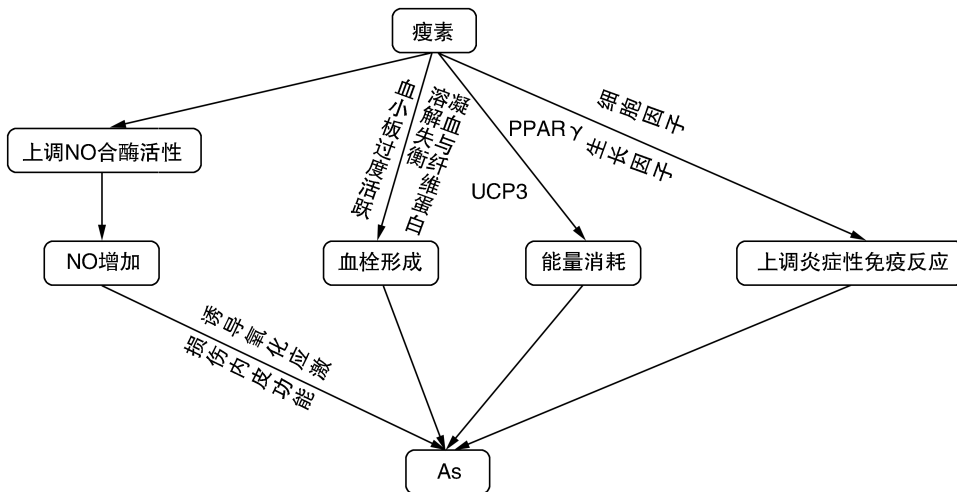 瘦素
血小板过度活跃
凝血与纤维蛋白
溶解失衡
细胞因子
PPARγ
生长因子
上调NO合酶活性
UCP3
NO增加
血栓形成
能量消耗
上调炎症性免疫反应
诱导氧化应激
损伤内皮功能
As